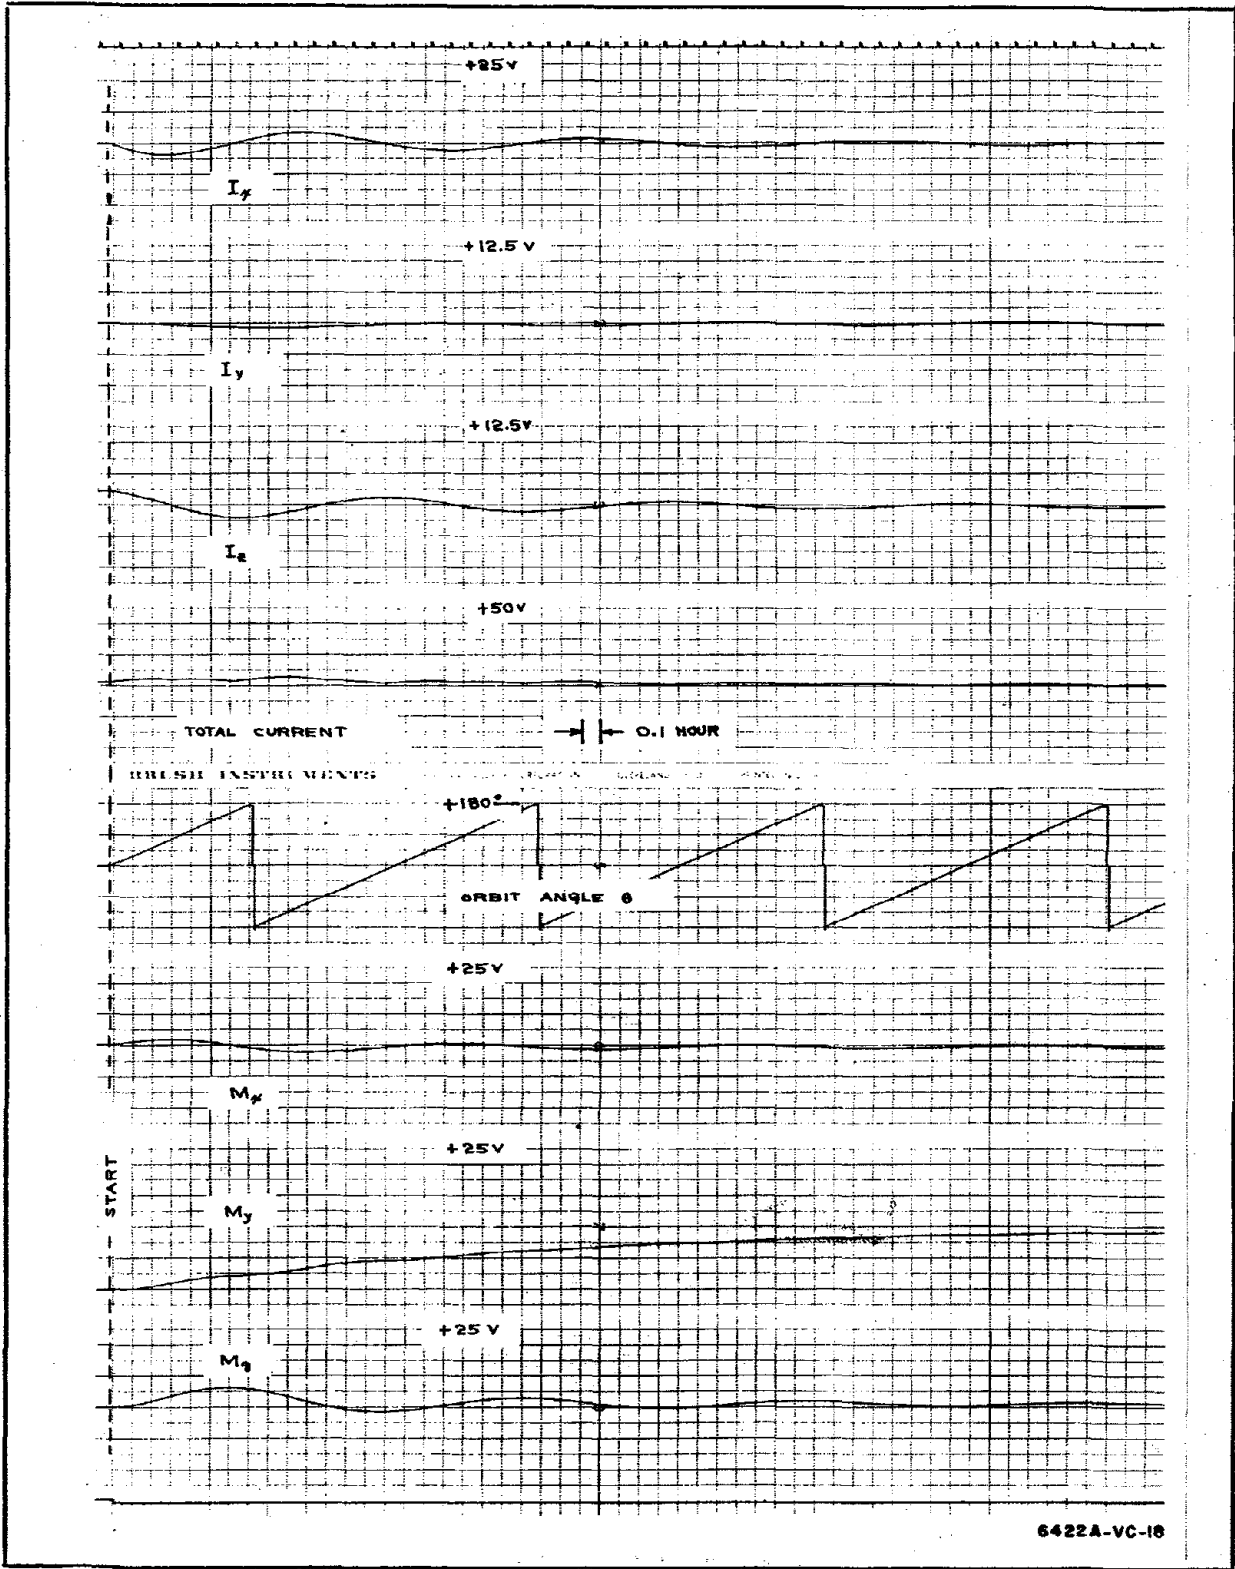 +25V
Ix
+12.5 V
Iy
+12.5V
Iz
+50V
TOTAL CURRENT
0.1 HOUR
BRUSH INSTRUMENTS
+180°
ORBIT ANGLE θ
+25V
Mx
START
+25V
My
+25 V
Mz
6422A-VC-18